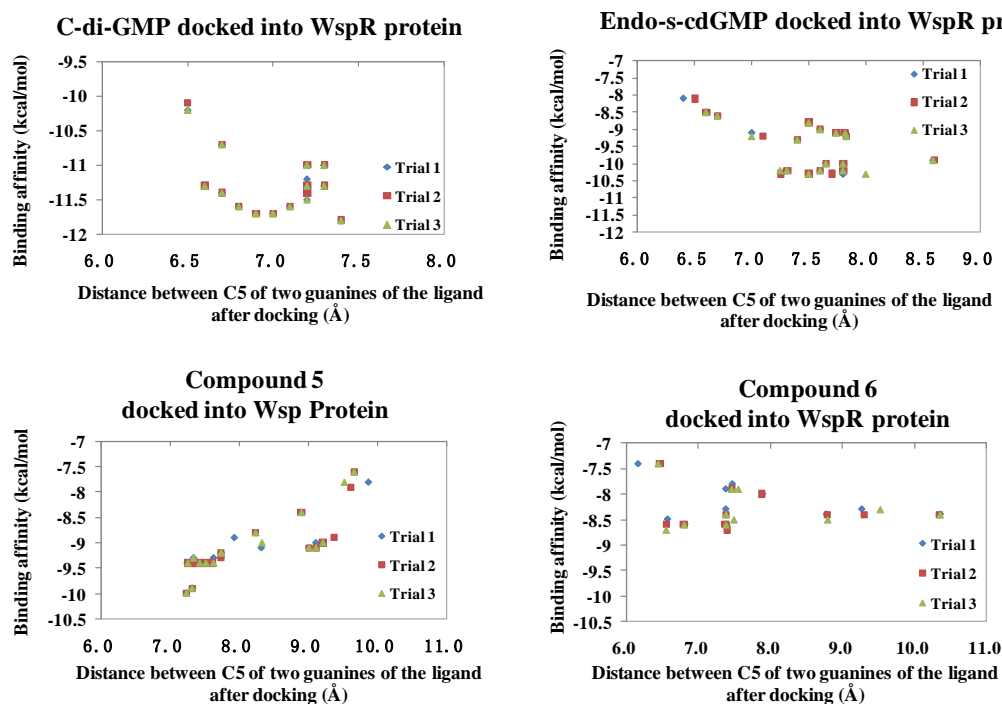 C-di-GMP docked into WspR protein
Binding affinity (kcal/mol)
-9.5
-10
-10.5
-11
-11.5
-12
6.0 6.5 7.0 7.5 8.0
Trial 1
Trial 2
Trial 3
Distance between C5 of two guanines of the ligand
after docking (Å)
Endo-s-cdGMP docked into WspR pr
Binding affinity (kcal/mol)
-7
-7.5
-8
-8.5
-9
-9.5
-10
-10.5
-11
-11.5
-12
6.0 6.5 7.0 7.5 8.0 8.5 9.0
Trial 1
Trial 2
Trial 3
Distance between C5 of two guanines of the ligand
after docking (Å)
Compound 5
docked into Wsp Protein
Binding affinity (kcal/mol)
-7
-7.5
-8
-8.5
-9
-9.5
-10
-10.5
6.0 7.0 8.0 9.0 10.0 11.0
Trial 1
Trial 2
Trial 3
Distance between C5 of two guanines of the ligand
after docking (Å)
Compound 6
docked into WspR protein
Binding affinity (kcal/mol)
-7
-7.5
-8
-8.5
-9
-9.5
-10
-10.5
6.0 7.0 8.0 9.0 10.0 11.0
Trial 1
Trial 2
Trial 3
Distance between C5 of two guanines of the ligand
after docking (Å)